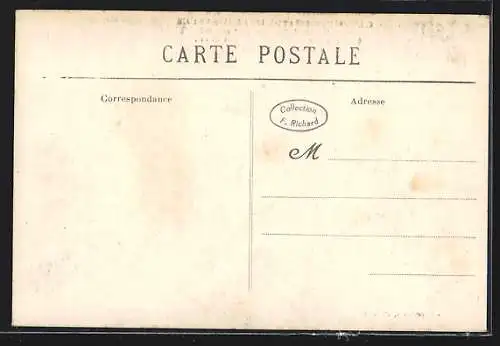 CARTE POSTALE
Correspondance
Adresse
Collection
F. Richard
M